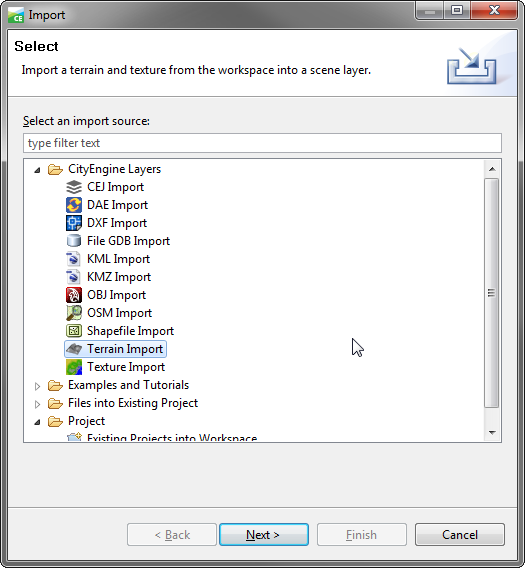 CE Import
Select
Import a terrain and texture from the workspace into a scene layer.
Select an import source:
type filter text
CityEngine Layers
CEJ Import
DAE Import
DXF Import
File GDB Import
KML Import
KMZ Import
OBJ Import
OSM Import
Shapefile Import
Terrain Import
Texture Import
Examples and Tutorials
Files into Existing Project
Project
Existing Projects into Workspace
< Back Next > Finish Cancel